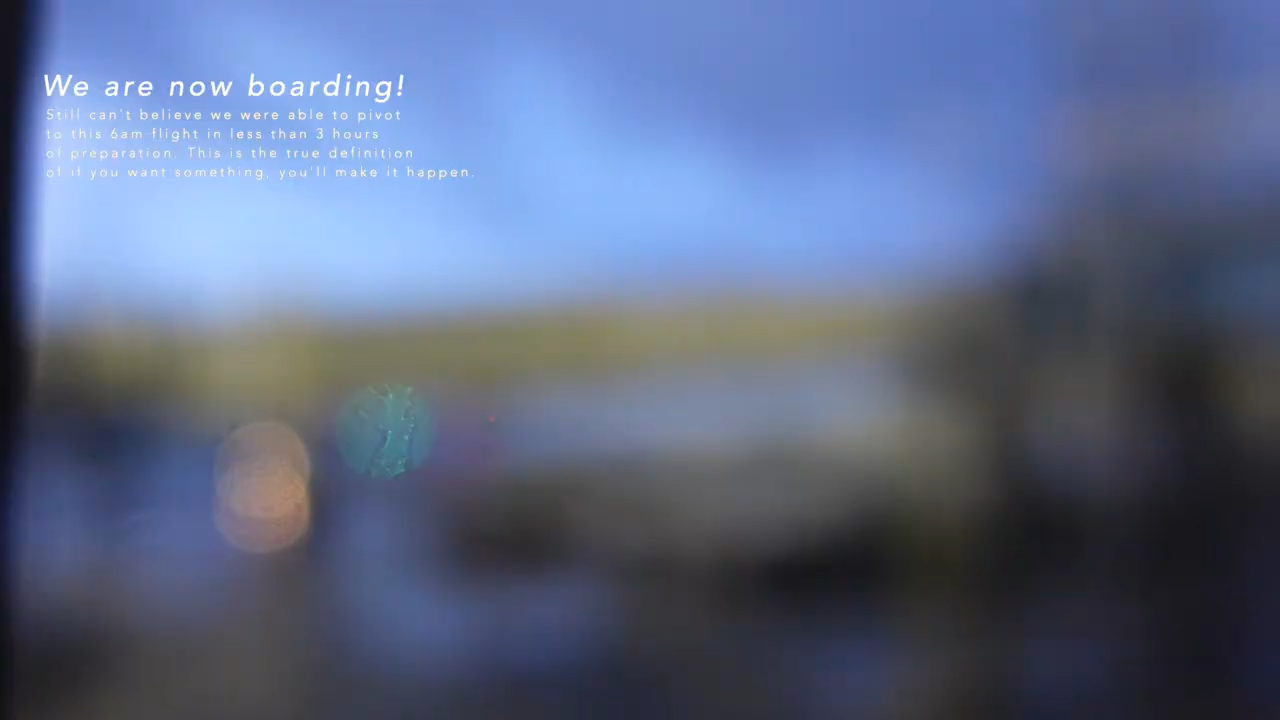 We are now boarding!
Still can't believe we were able to pivot
to this 6am flight in less than 3 hours
of preparation. This is the true definition
of if you want something, you'll make it happen.